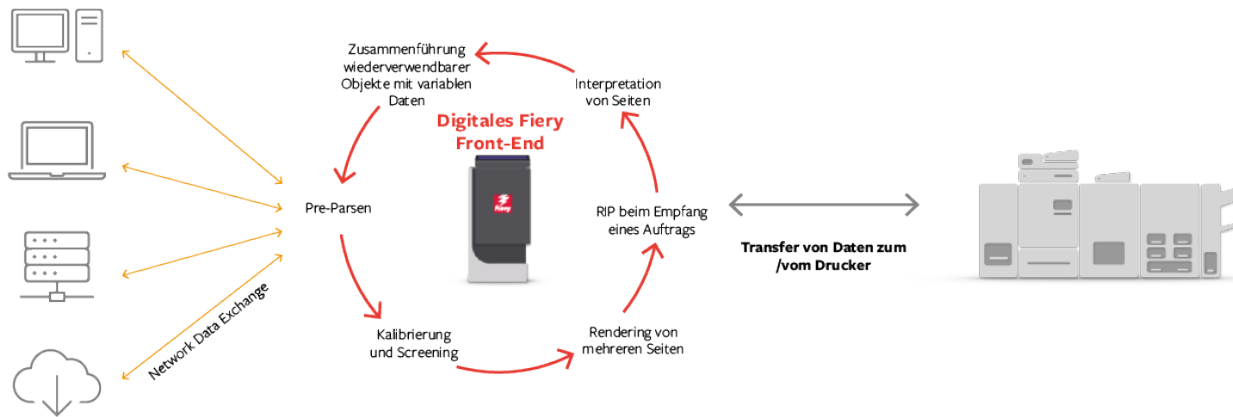 Zusammenführung
wiederverwendbarer
Objekte mit variablen
Daten
Interpretation
von Seiten
Digitales Fiery
Front-End
Fiery
Pre-Parsen
RIP beim Empfang
eines Auftrags
Transfer von Daten zum
/vom Drucker
Network Data Exchange
Kalibrierung
und Screening
Rendering von
mehreren Seiten